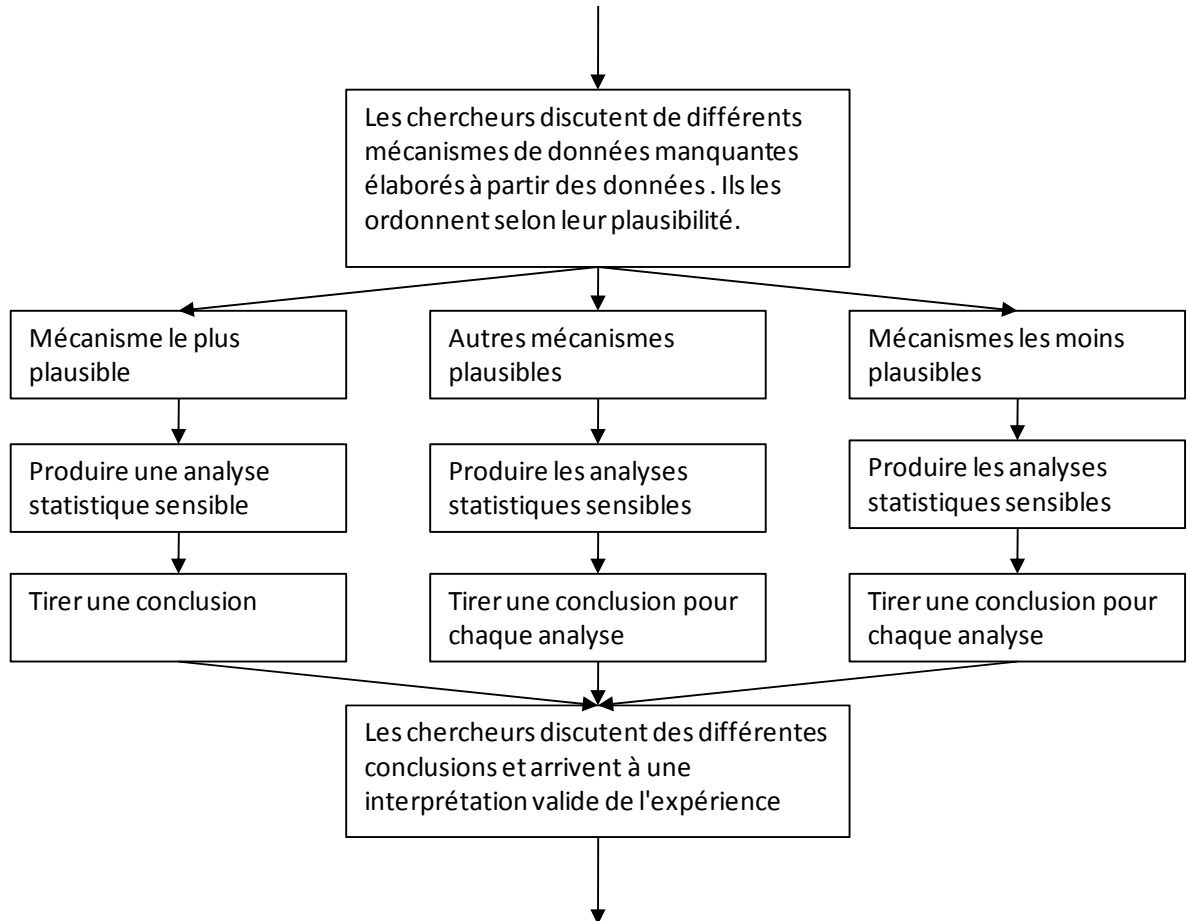 Les chercheurs discutent de différents
mécanismes de données manquantes
élaborés à partir des données . Ils les
ordonnent selon leur plausibilité.
Mécanisme le plus
plausible
Autres mécanismes
plausibles
Mécanismes les moins
plausibles
Produire une analyse
statistique sensible
Produire les analyses
statistiques sensibles
Produire les analyses
statistiques sensibles
Tirer une conclusion
Tirer une conclusion pour
chaque analyse
Tirer une conclusion pour
chaque analyse
Les chercheurs discutent des différentes
conclusions et arrivent à une
interprétation valide de l'expérience